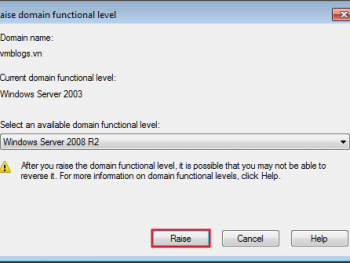 aise domain functional level
Domain name:
vmblogs.vn
Current domain functional level:
Windows Server 2003
Select an available domain functional level:
Windows Server 2008 R2
After you raise the domain functional level, it is possible that you may not be able to
reverse it. For more information on domain functional levels, click Help.
Raise
Cancel
Help